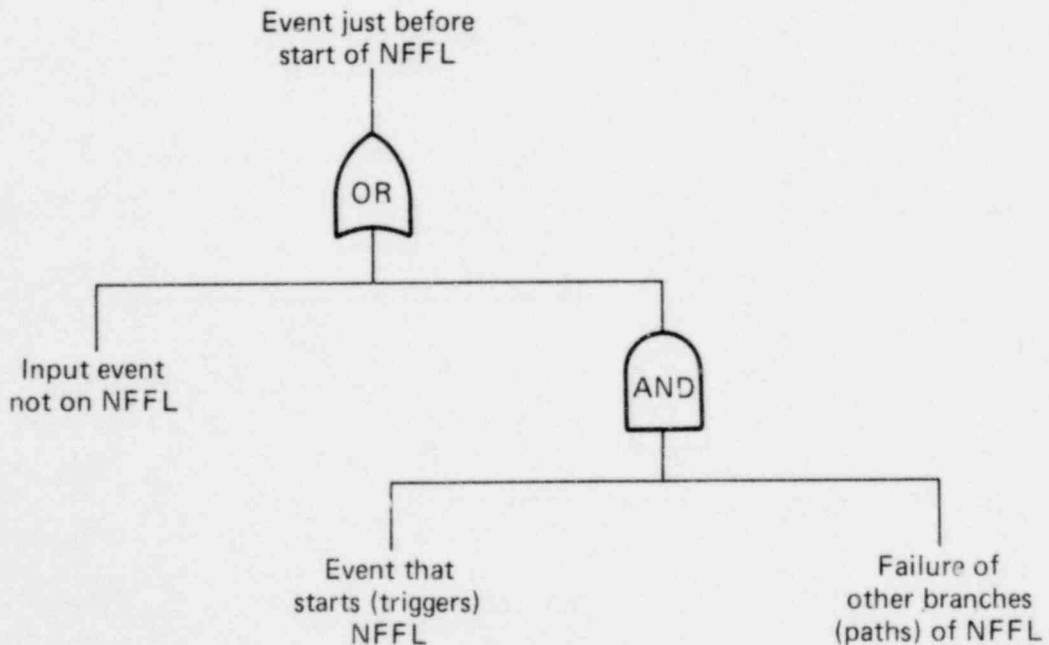 Event just before
start of NFFL
OR
Input event
not on NFFL
AND
Event that
starts (triggers)
NFFL
Failure of
other branches
(paths) of NFFL